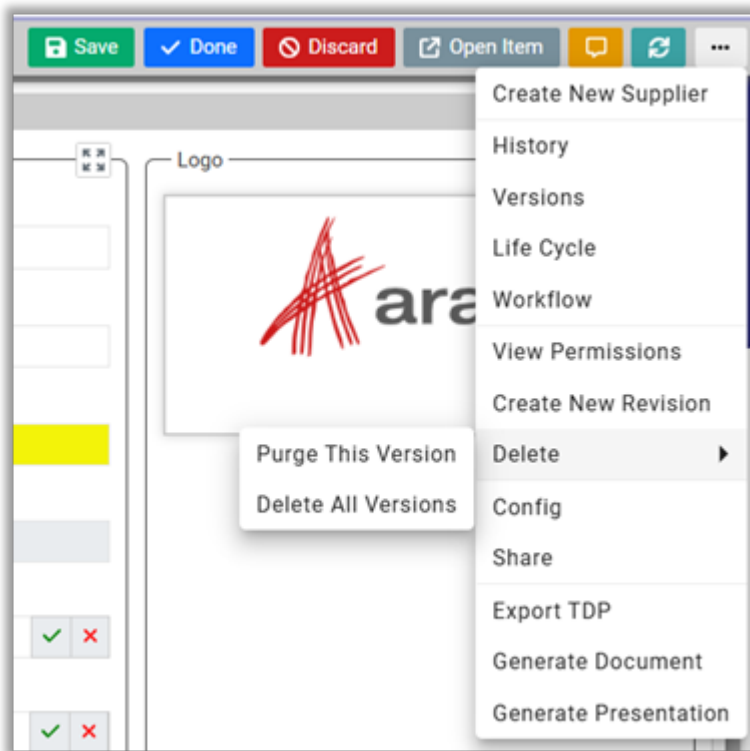 Save Done Discard Open Item
Create New Supplier
Logo
History
Versions
Life Cycle
Workflow
View Permissions
Create New Revision
Delete
Purge This Version
Delete All Versions
Config
Share
Export TDP
Generate Document
Generate Presentation